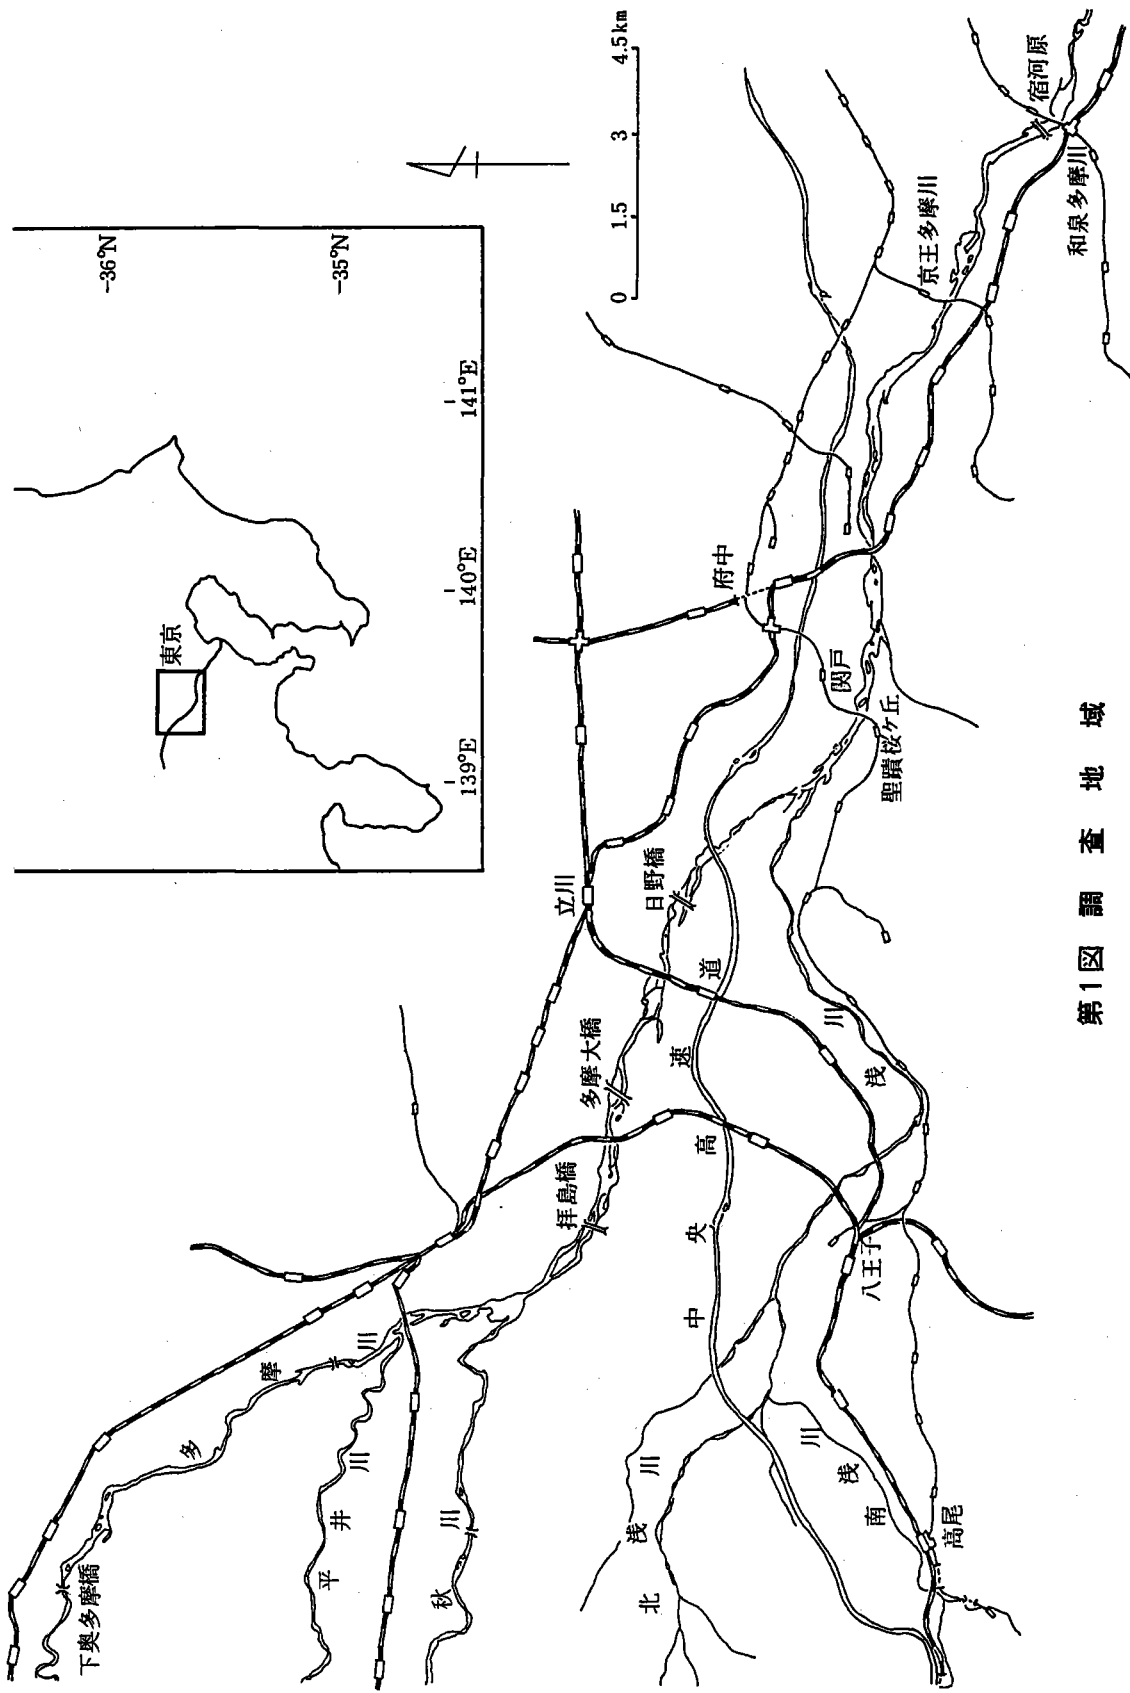 -36°N
-35°N
139°E
140°E
141°E
東京
0 1.5 3 4.5km
下奥多摩橋
多摩川
平井川
秋川
北浅川
南浅川
川
浅川
高尾
八王子
中央高速道
拝島橋
多摩大橋
立川
日野橋
聖蹟桜ヶ丘
関戸
府中
京王多摩川
和泉多摩川
宿河原
第1図 調査地域